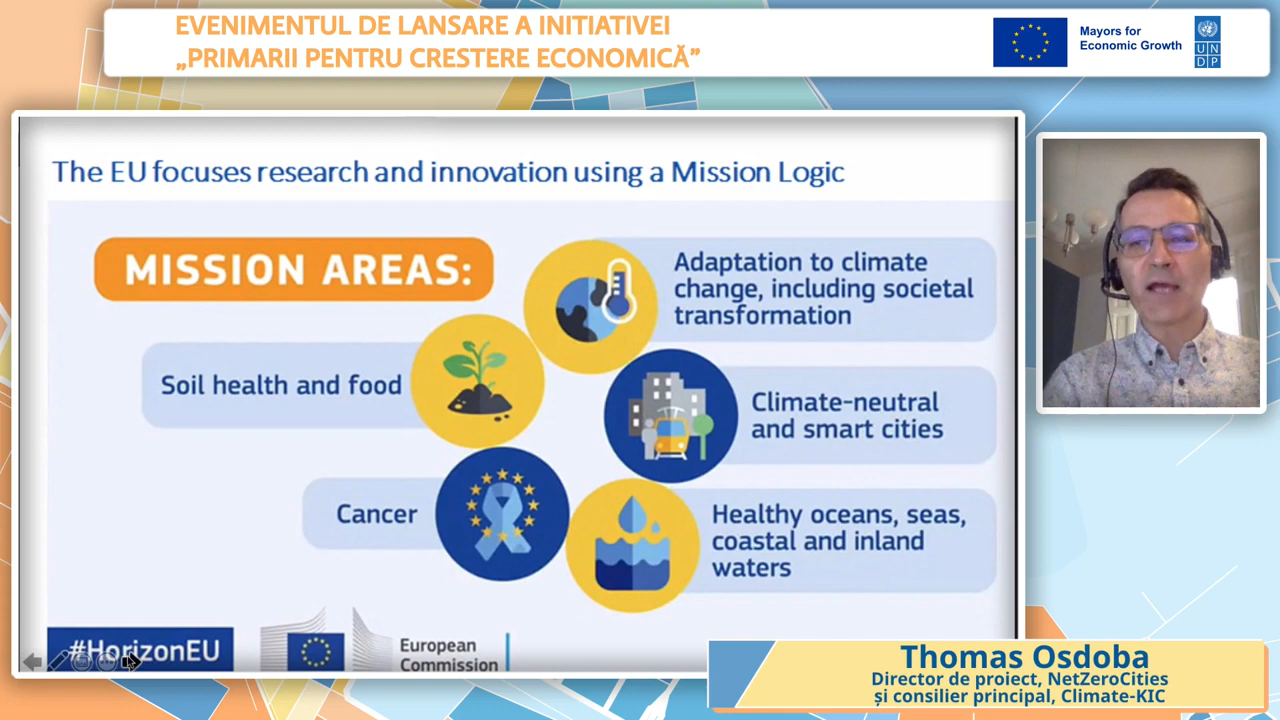 EVENIMENTUL DE LANSARE A INITIATIVEI
„PRIMARII PENTRU CRESTERE ECONOMICĂ”
Mayors for
Economic Growth
U N
D P
The EU focuses research and innovation using a Mission Logic
MISSION AREAS:
Adaptation to climate
change, including societal
transformation
Soil health and food
Climate-neutral
and smart cities
Cancer
Healthy oceans, seas,
coastal and inland
waters
#HorizonEU
European
Commission
Thomas Osdoba
Director de proiect, NetZeroCities
și consilier principal, Climate-KIC